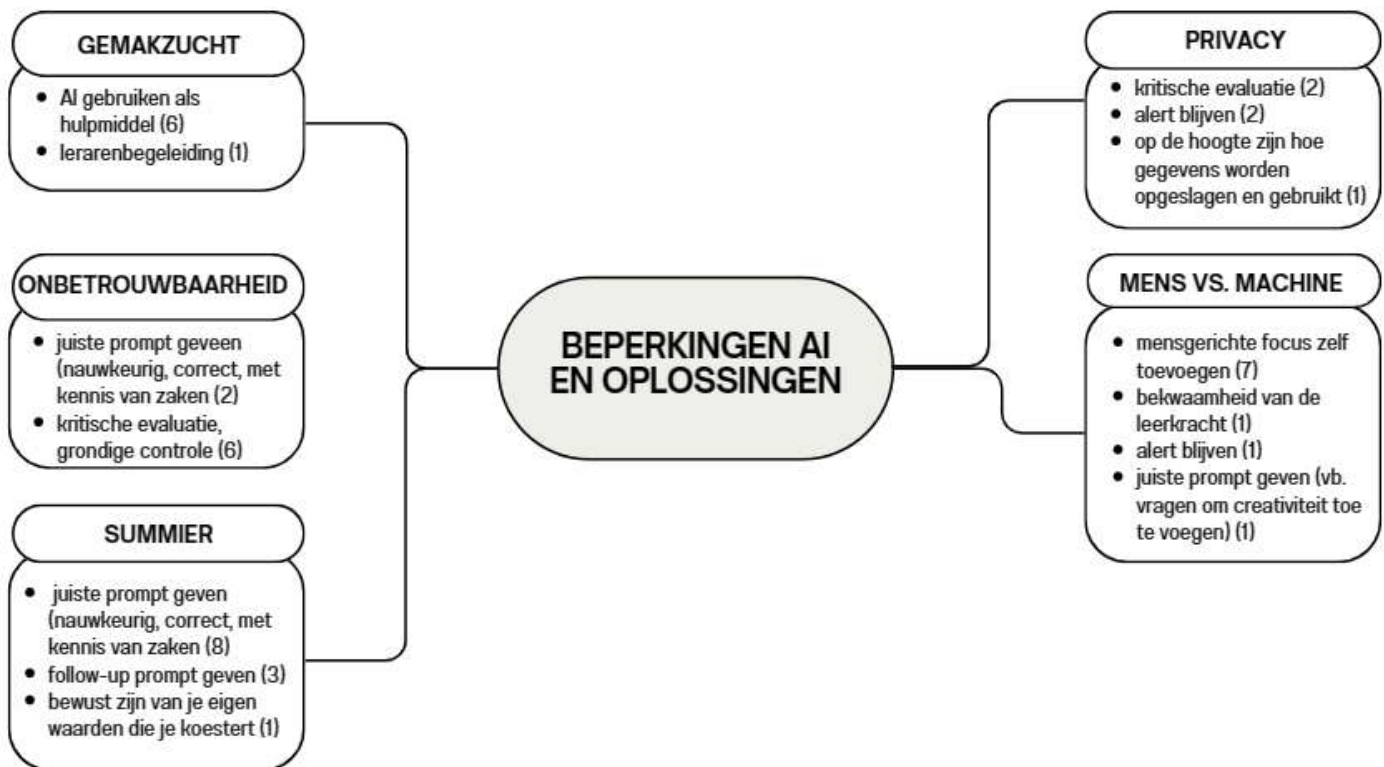 GEMAKZUCHT
• AI gebruiken als
hulpmiddel (6)
• lerarenbegeleiding (1)
ONBETROUWBAARHEID
• juiste prompt geveen
(nauwkeurig, correct, met
kennis van zaken (2)
• kritische evaluatie,
grondige controle (6)
SUMMIER
• juiste prompt geven
(nauwkeurig, correct, met
kennis van zaken (8)
• follow-up prompt geven (3)
• bewust zijn van je eigen
waarden die je koestert (1)
BEPERKINGEN AI
EN OPLOSSINGEN
PRIVACY
• kritische evaluatie (2)
• alert blijven (2)
• op de hoogte zijn hoe
gegevens worden
opgeslagen en gebruikt (1)
MENS VS. MACHINE
• mensgerichte focus zelf
toevoegen (7)
• bekwaamheid van de
leerkracht (1)
• alert blijven (1)
• juiste prompt geven (vb.
vragen om creativiteit toe
te voegen) (1)